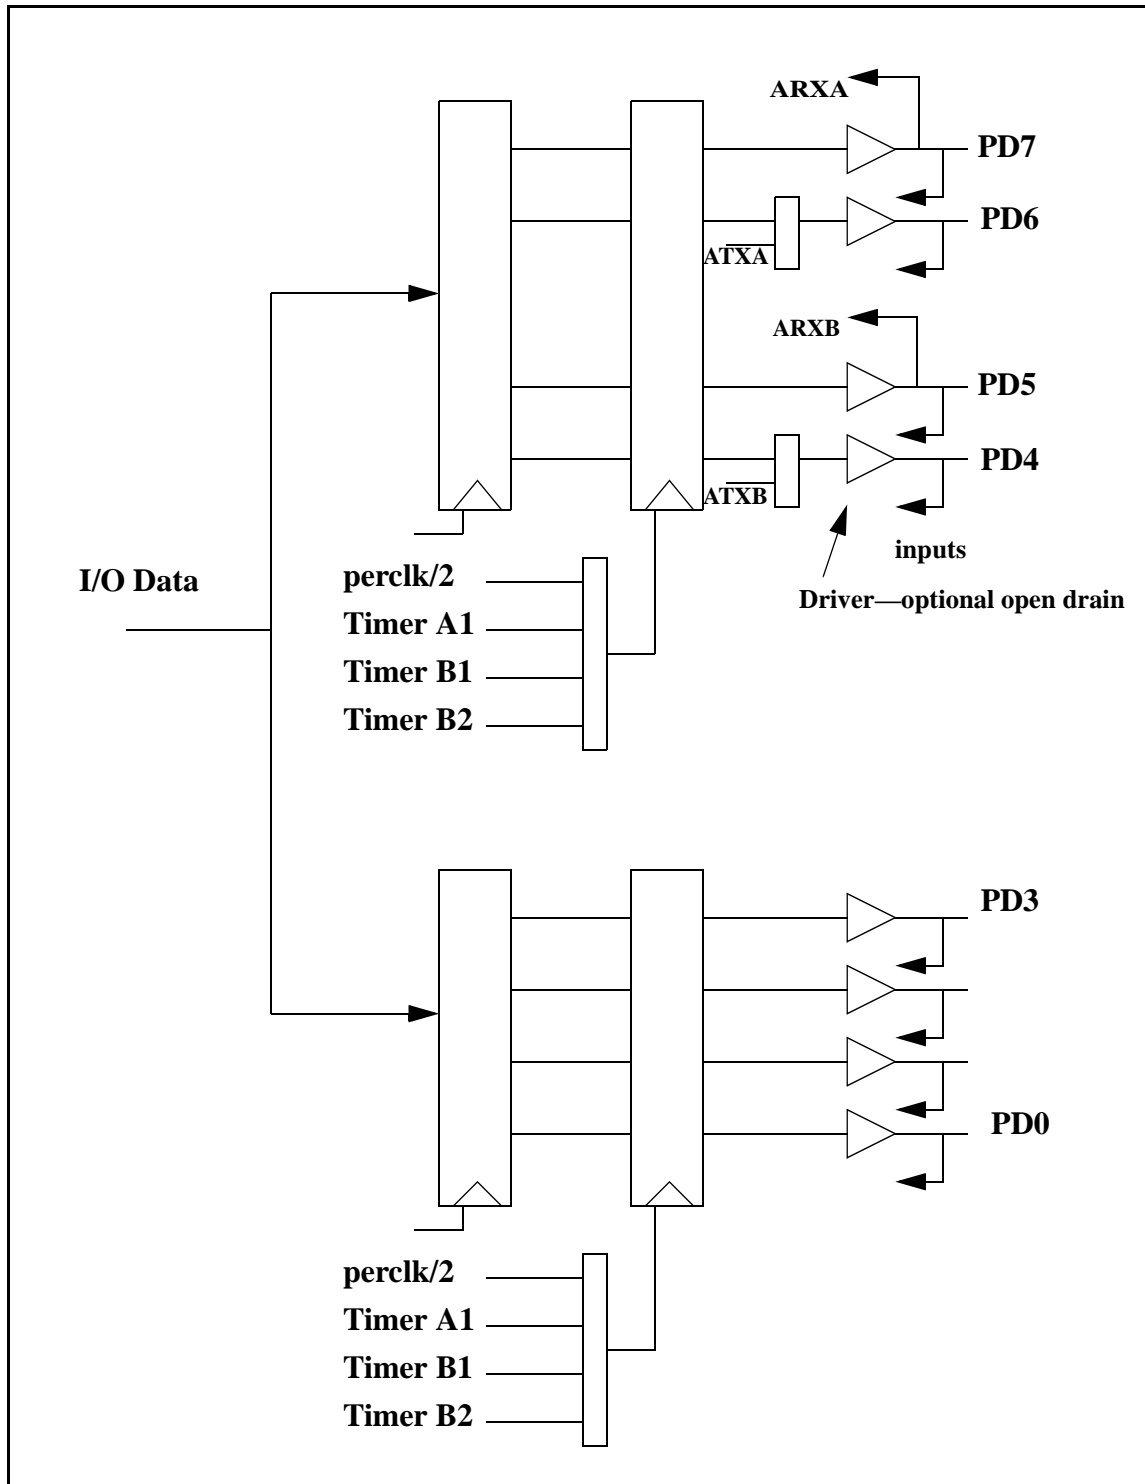 ARXA
PD7
PD6
ATXA
ARXB
PD5
PD4
ATXB
inputs
Driver—optional open drain
I/O Data
perclk/2
Timer A1
Timer B1
Timer B2
PD3
PD0
perclk/2
Timer A1
Timer B1
Timer B2